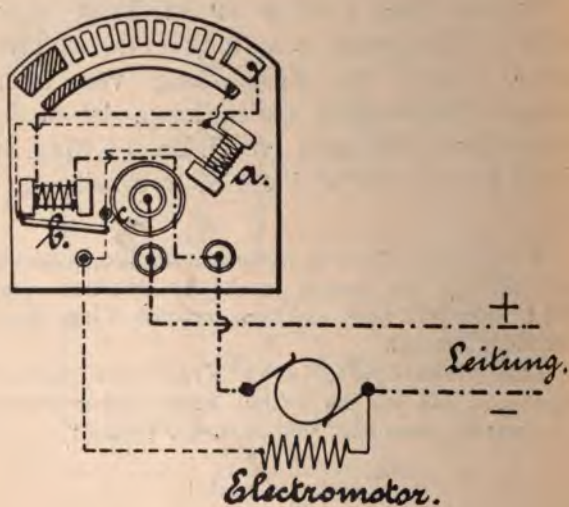 a.
b.
c.
+
Leitung.
−
Electromotor.